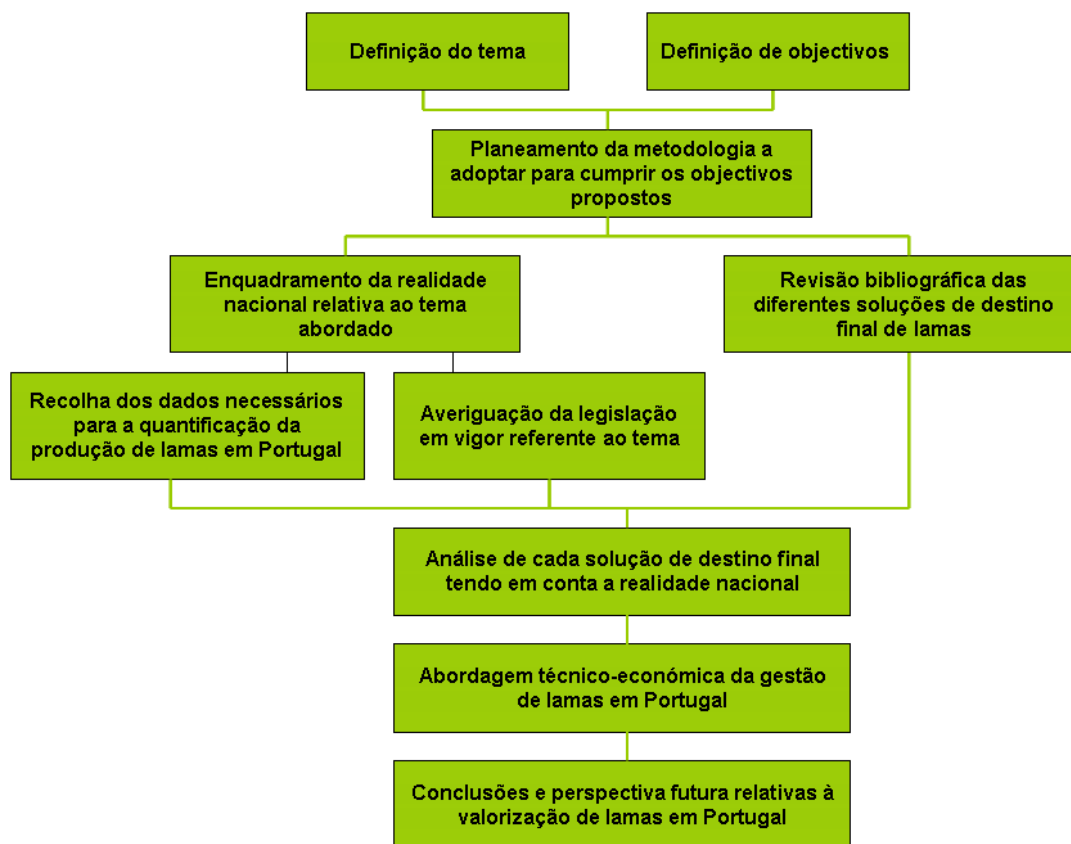 Definição do tema
Definição de objectivos
Planeamento da metodologia a
adoptar para cumprir os objectivos
propostos
Enquadramento da realidade
nacional relativa ao tema
abordado
Revisão bibliográfica das
diferentes soluções de destino
final de lamas
Recolha dos dados necessários
para a quantificação da
produção de lamas em Portugal
Averiguação da legislação
em vigor referente ao tema
Análise de cada solução de destino final
tendo em conta a realidade nacional
Abordagem técnico-económica da gestão
de lamas em Portugal
Conclusões e perspectiva futura relativas à
valorização de lamas em Portugal